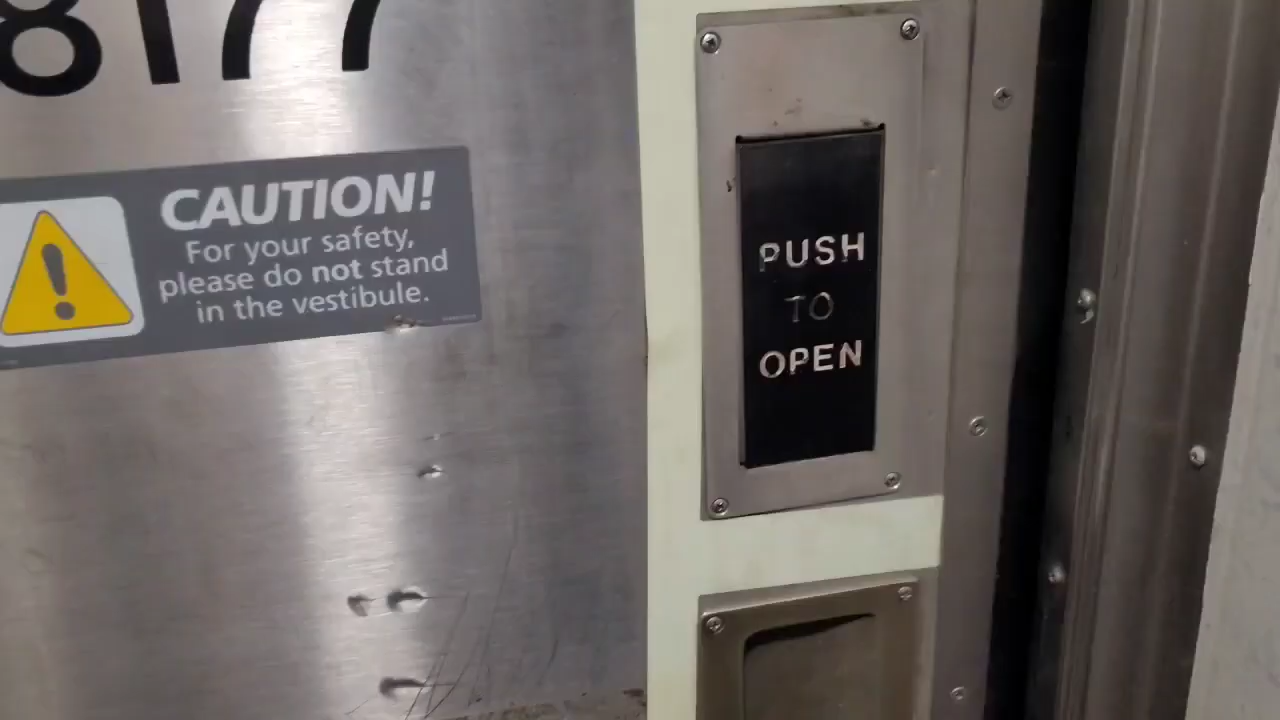 8177
CAUTION!
For your safety,
please do not stand
in the vestibule.
PUSH
TO
OPEN